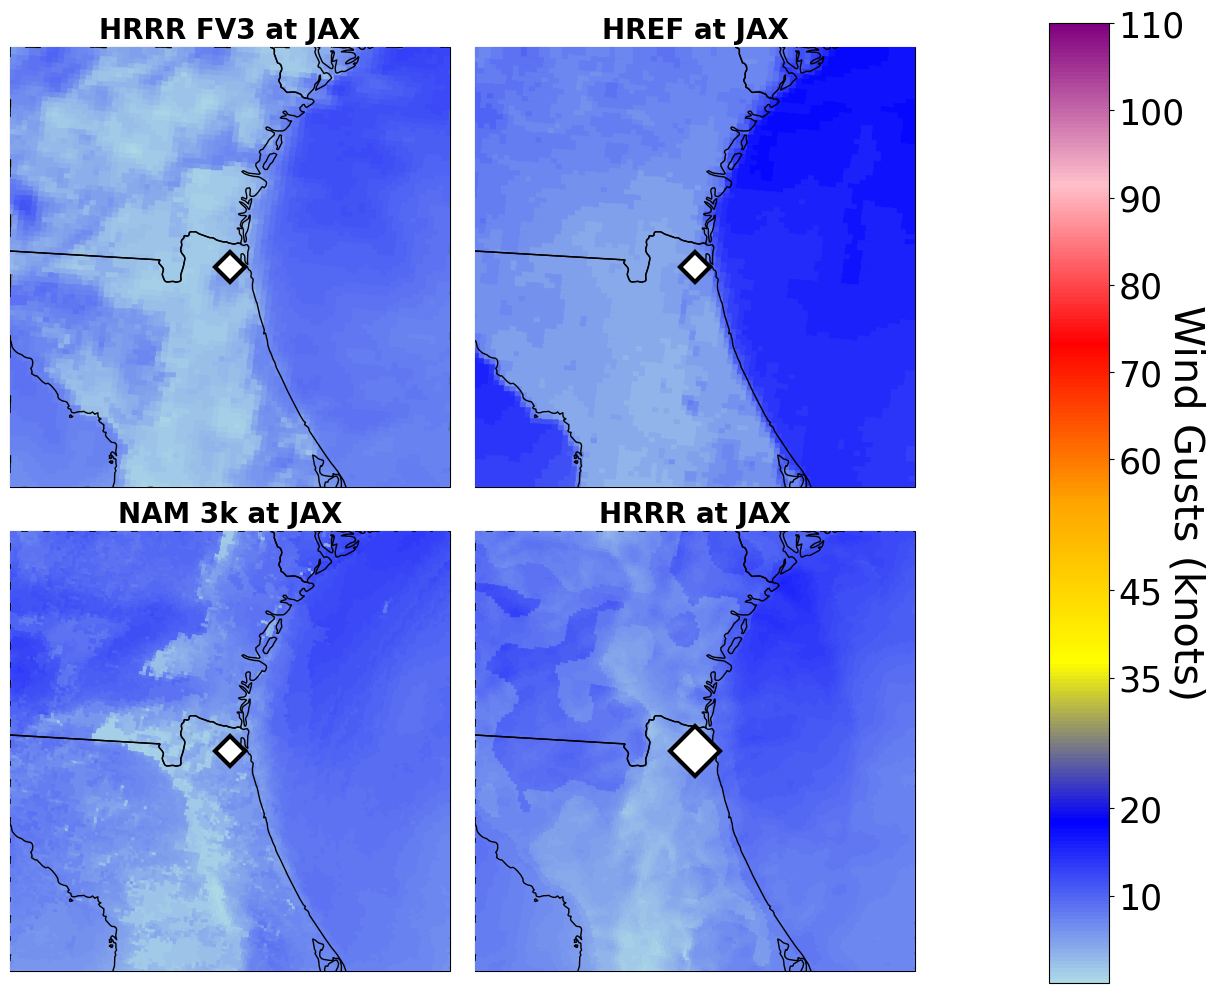 HRRR FV3 at JAX
HREF at JAX
NAM 3k at JAX
HRRR at JAX
110
100
90
80
70
60
45
35
20
10
Wind Gusts (knots)